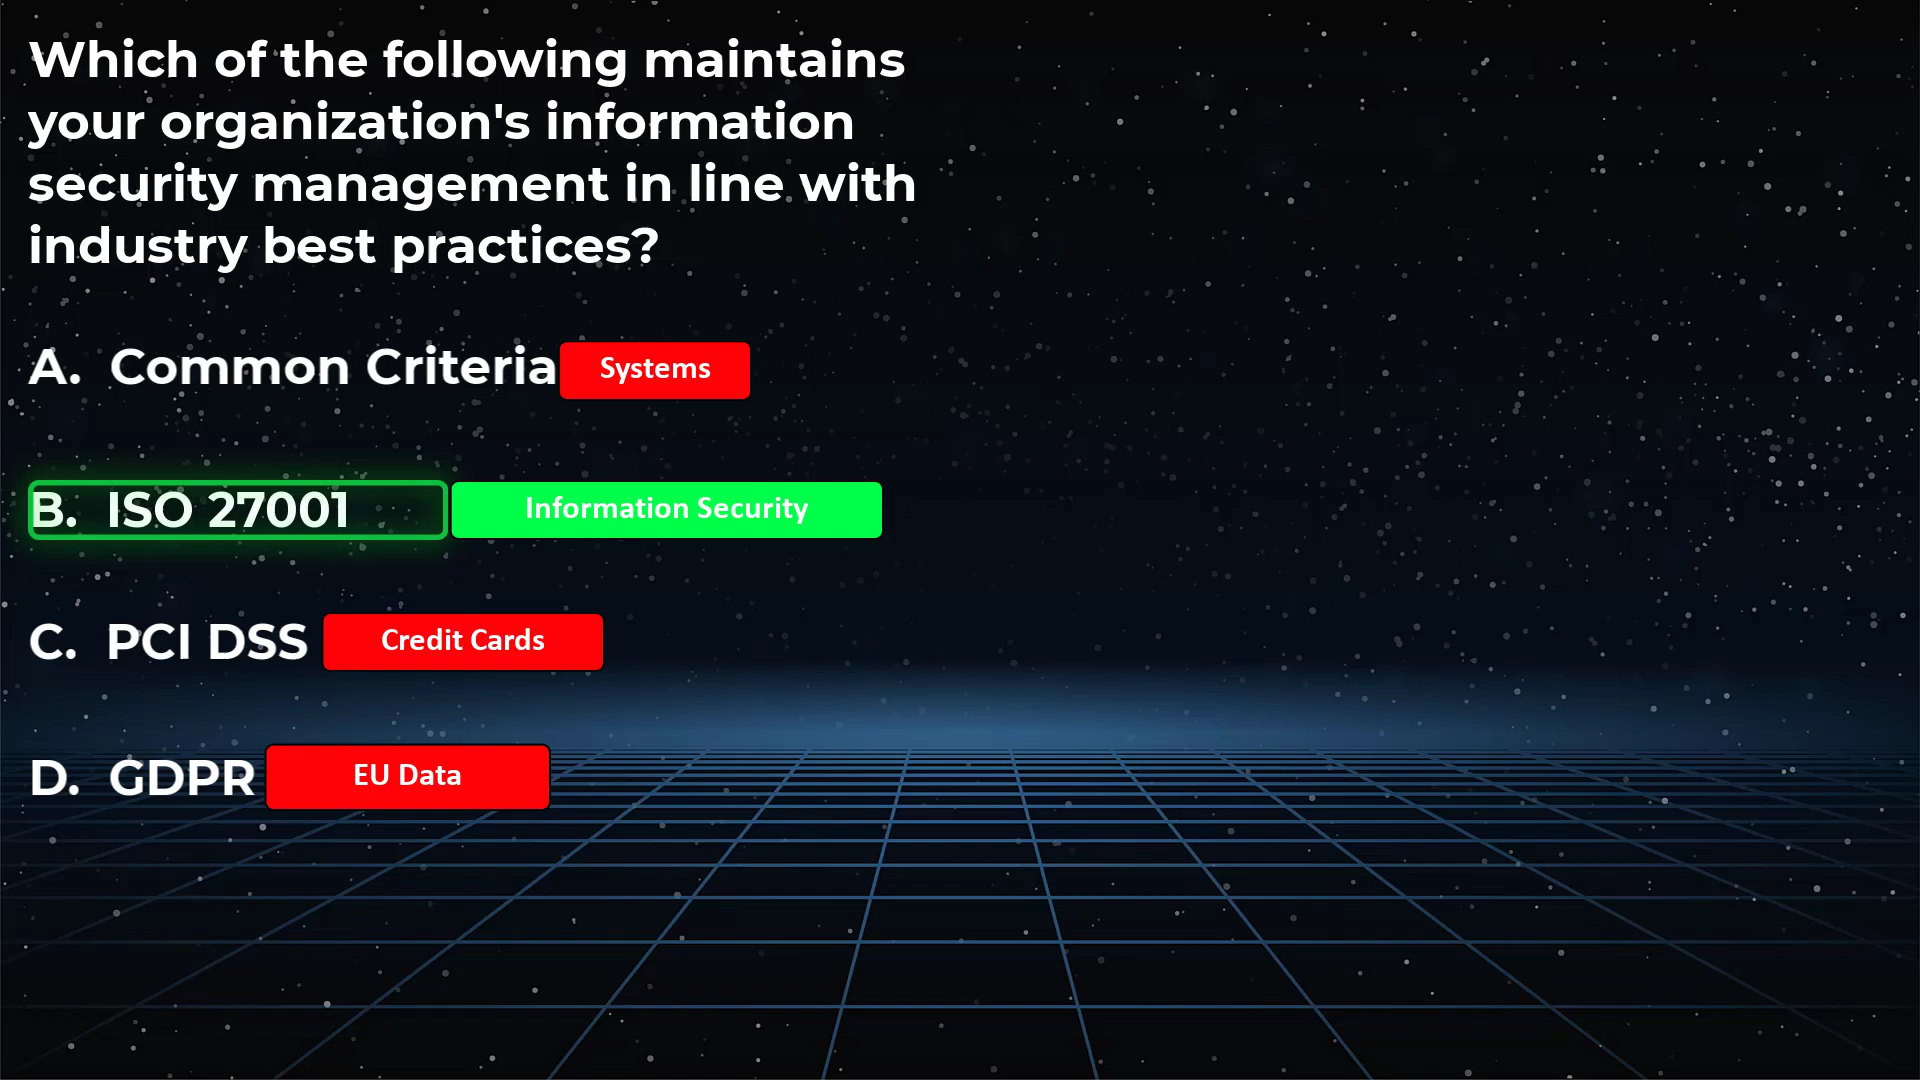 Which of the following maintains
your organization's information
security management in line with
industry best practices?
A. Common Criteria Systems
B. ISO 27001 Information Security
C. PCI DSS Credit Cards
D. GDPR EU Data